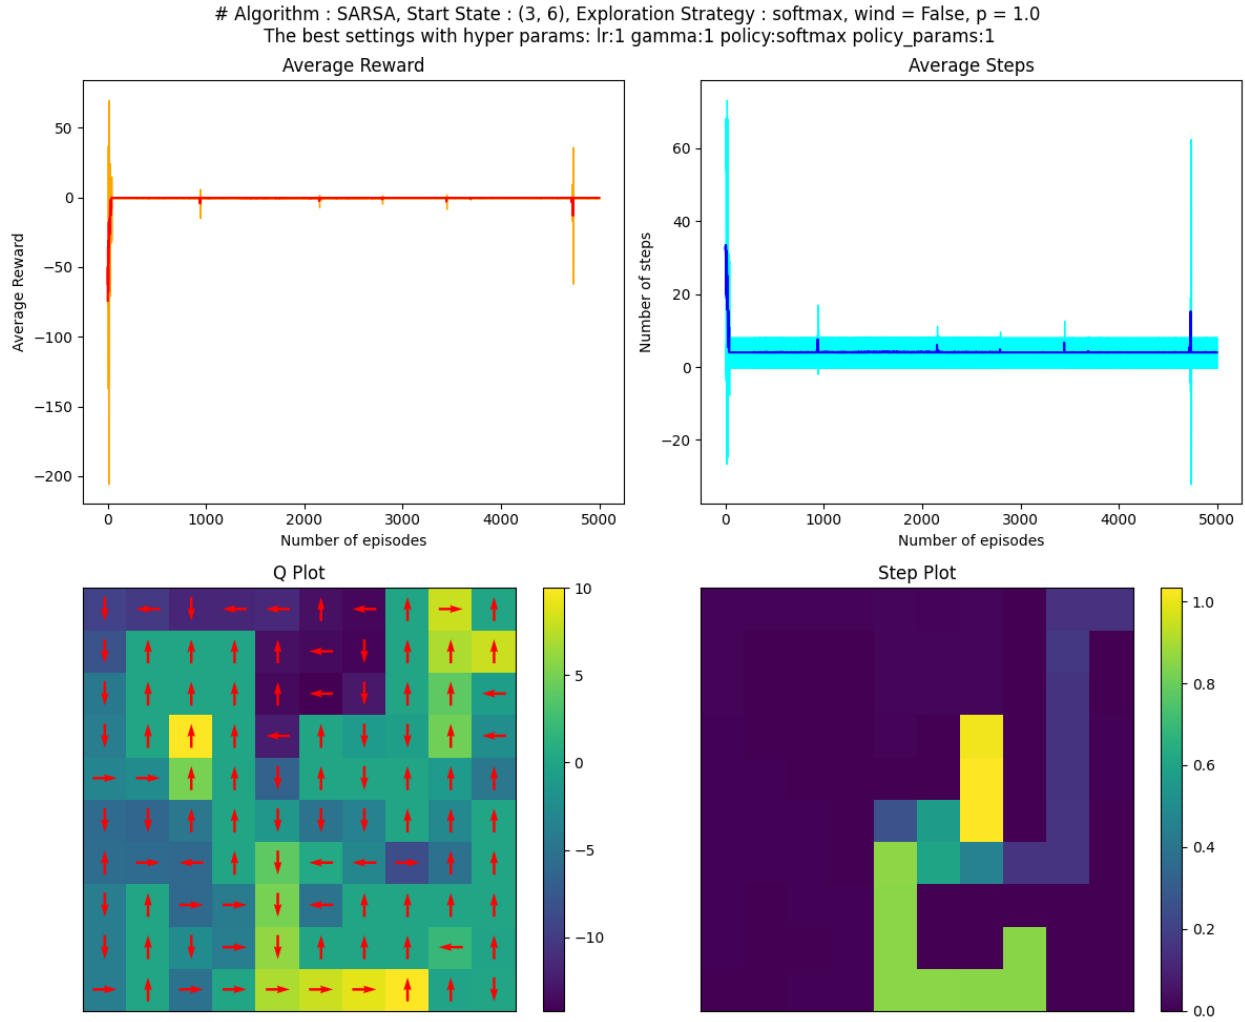 # Algorithm : SARSA, Start State : (3, 6), Exploration Strategy : softmax, wind = False, p = 1.0
The best settings with hyper params: lr:1 gamma:1 policy:softmax policy_params:1
Average Reward
Average Reward
50
0
−50
−100
−150
−200
0 1000 2000 3000 4000 5000
Number of episodes
Average Steps
Number of steps
60
40
20
0
−20
0 1000 2000 3000 4000 5000
Number of episodes
Q Plot
10
5
0
−5
−10
Step Plot
1.0
0.8
0.6
0.4
0.2
0.0